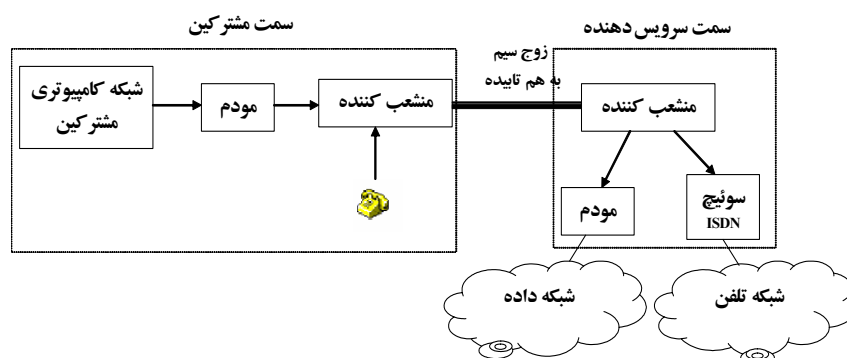 سمت سرویس دهنده
سمت مشترکین
زوج سیم
به هم تابیده
منشعب کننده
منشعب کننده
مودم
شبکه کامپیوتری
مشترکین
سوئیچ
ISDN
مودم
شبکه تلفن
شبکه داده